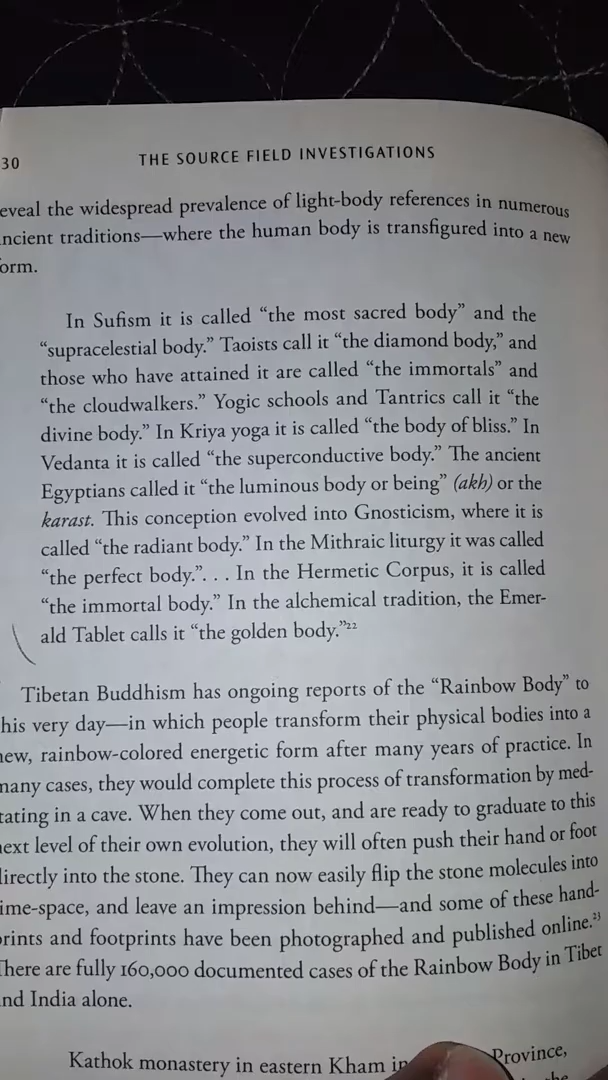 30 THE SOURCE FIELD INVESTIGATIONS
eveal the widespread prevalence of light-body references in numerous
ncient traditions—where the human body is transfigured into a new
orm.
In Sufism it is called “the most sacred body” and the
“supracelestial body.” Taoists call it “the diamond body,” and
those who have attained it are called “the immortals” and
“the cloudwalkers.” Yogic schools and Tantrics call it “the
divine body.” In Kriya yoga it is called “the body of bliss.” In
Vedanta it is called “the superconductive body.” The ancient
Egyptians called it “the luminous body or being” (akh) or the
karast. This conception evolved into Gnosticism, where it is
called “the radiant body.” In the Mithraic liturgy it was called
“the perfect body.”. . . In the Hermetic Corpus, it is called
“the immortal body.” In the alchemical tradition, the Emer-
ald Tablet calls it “the golden body.”22
Tibetan Buddhism has ongoing reports of the “Rainbow Body” to
his very day—in which people transform their physical bodies into a
new, rainbow-colored energetic form after many years of practice. In
many cases, they would complete this process of transformation by med-
tating in a cave. When they come out, and are ready to graduate to this
next level of their own evolution, they will often push their hand or foot
directly into the stone. They can now easily flip the stone molecules into
ime-space, and leave an impression behind—and some of these hand-
prints and footprints have been photographed and published online.23
There are fully 160,000 documented cases of the Rainbow Body in Tibet
nd India alone.
Kathok monastery in eastern Kham in Province,
the